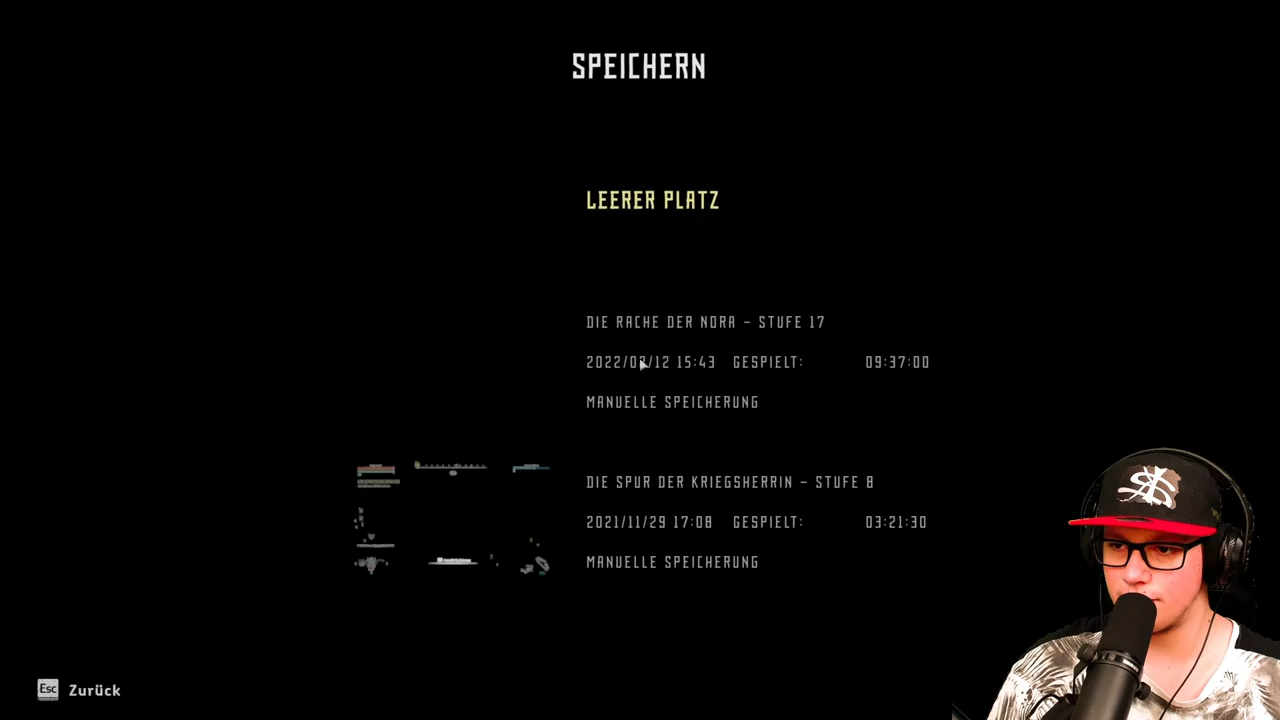 SPEICHERN
LEERER PLATZ
DIE RACHE DER NORA – STUFE 17
15:43 GESPIELT: 09:37:00
MANUELLE SPEICHERUNG
DIE SPUR DER KRIEGSHERRIN – STUFE 8
2021/11/29 17:08 GESPIELT: 03:21:30
MANUELLE SPEICHERUNG
Esc Zurück